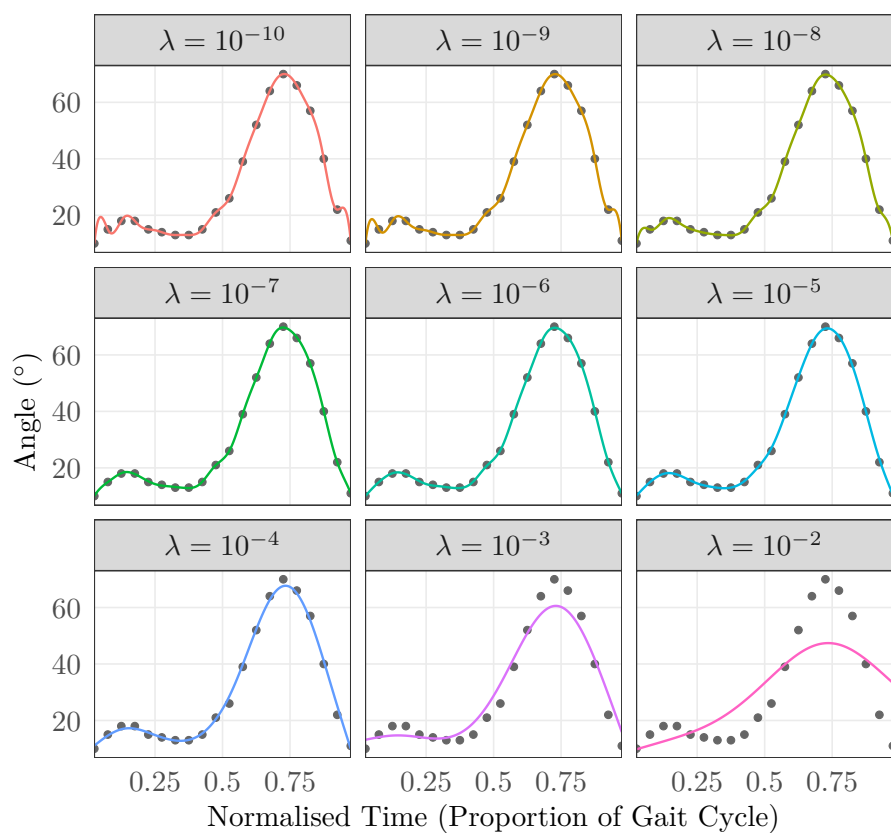 λ = 10⁻¹⁰
λ = 10⁻⁹
λ = 10⁻⁸
60
40
20
λ = 10⁻⁷
λ = 10⁻⁶
λ = 10⁻⁵
60
40
20
Angle (°)
λ = 10⁻⁴
λ = 10⁻³
λ = 10⁻²
60
40
20
0.25 0.5 0.75 0.25 0.5 0.75 0.25 0.5 0.75
Normalised Time (Proportion of Gait Cycle)